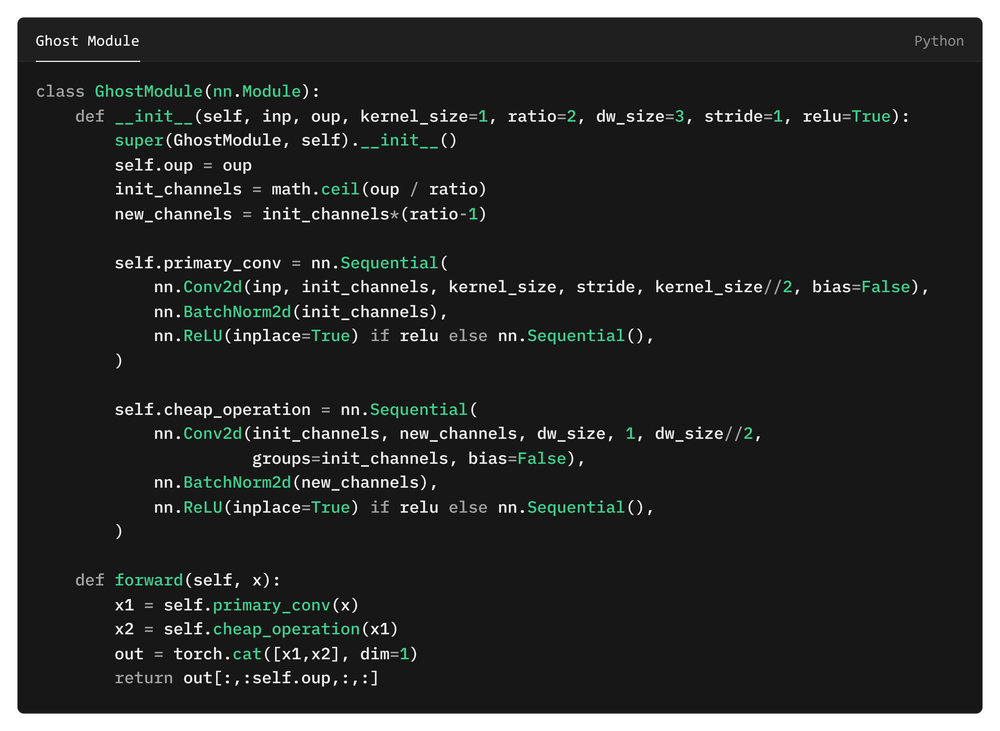 Ghost Module
Python
class GhostModule(nn.Module):
    def __init__(self, inp, oup, kernel_size=1, ratio=2, dw_size=3, stride=1, relu=True):
        super(GhostModule, self).__init__()
        self.oup = oup
        init_channels = math.ceil(oup / ratio)
        new_channels = init_channels*(ratio-1)

        self.primary_conv = nn.Sequential(
            nn.Conv2d(inp, init_channels, kernel_size, stride, kernel_size//2, bias=False),
            nn.BatchNorm2d(init_channels),
            nn.ReLU(inplace=True) if relu else nn.Sequential(),
        )

        self.cheap_operation = nn.Sequential(
            nn.Conv2d(init_channels, new_channels, dw_size, 1, dw_size//2,
                      groups=init_channels, bias=False),
            nn.BatchNorm2d(new_channels),
            nn.ReLU(inplace=True) if relu else nn.Sequential(),
        )

    def forward(self, x):
        x1 = self.primary_conv(x)
        x2 = self.cheap_operation(x1)
        out = torch.cat([x1,x2], dim=1)
        return out[:,:self.oup,:,:]